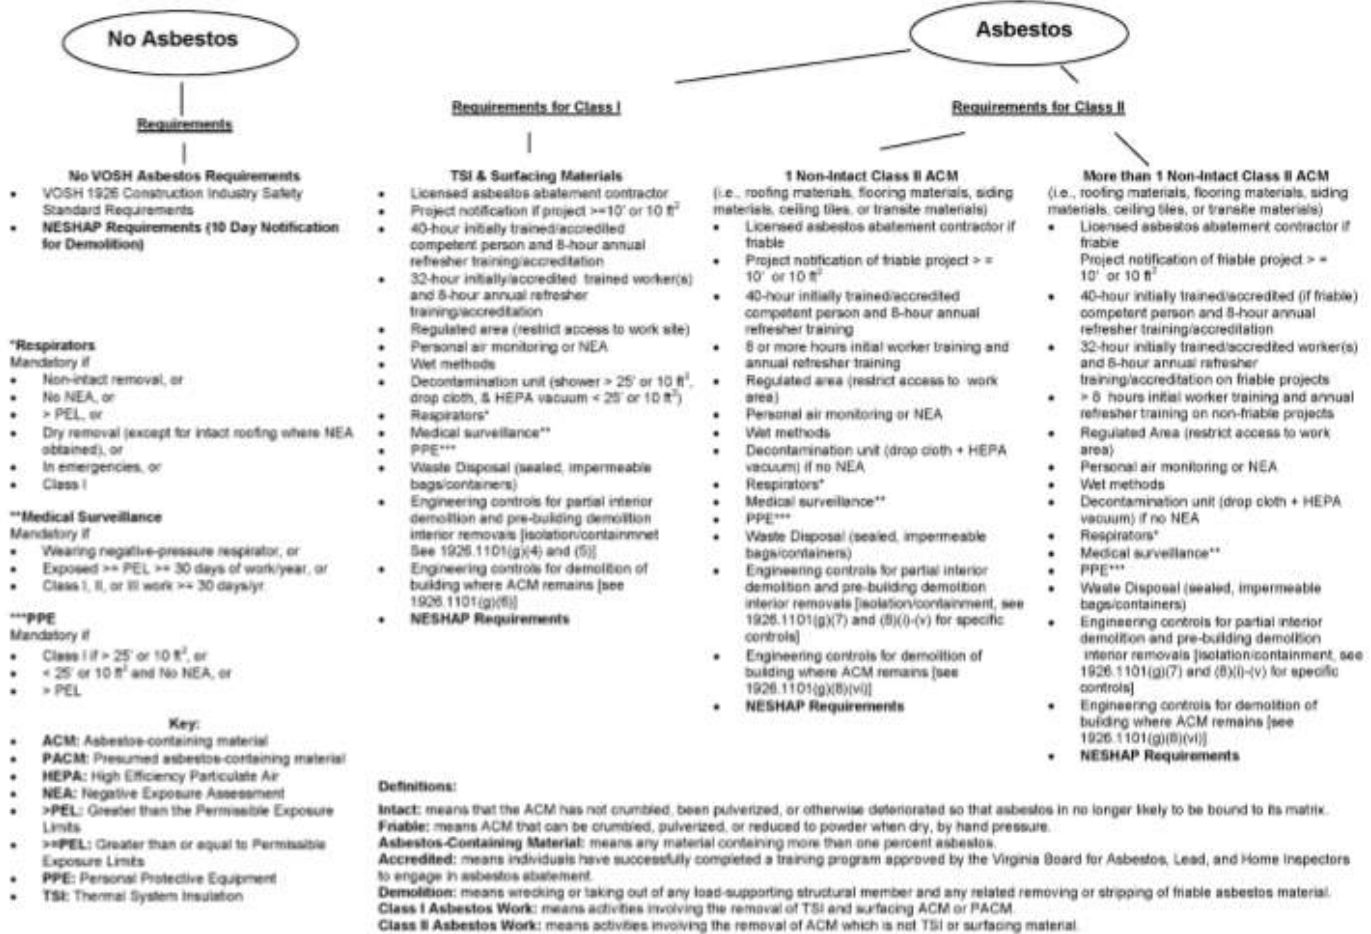 No Asbestos
Requirements
No VOSH Asbestos Requirements
• VOSH 1926 Construction Industry Safety
Standard Requirements
• NESHAP Requirements (10 Day Notification
for Demolition)
*Respirators
Mandatory if
• Non-intact removal, or
• No NEA, or
• > PEL, or
• Dry removal (except for intact roofing where NEA
obtained), or
• In emergencies, or
• Class I
**Medical Surveillance
Mandatory if
• Wearing negative-pressure respirator, or
• Exposed >= PEL >= 30 days of work/year, or
• Class I, II, or III work >= 30 days/yr.
***PPE
Mandatory if
• Class I if > 25' or 10 ft², or
• < 25' or 10 ft² and No NEA, or
• > PEL
Key:
• ACM: Asbestos-containing material
• PACM: Presumed asbestos-containing material
• HEPA: High Efficiency Particulate Air
• NEA: Negative Exposure Assessment
• >PEL: Greater than the Permissible Exposure
Limits
• >=PEL: Greater than or equal to Permissible
Exposure Limits
• PPE: Personal Protective Equipment
• TSI: Thermal System Insulation
Asbestos
Requirements for Class I
TSI & Surfacing Materials
• Licensed asbestos abatement contractor
• Project notification if project >=10' or 10 ft²
• 40-hour initially trained/accredited
competent person and 8-hour annual
refresher training/accreditation
• 32-hour initially/accredited trained worker(s)
and 8-hour annual refresher
training/accreditation
• Regulated area (restrict access to work site)
• Personal air monitoring or NEA
• Wet methods
• Decontamination unit (shower > 25' or 10 ft²,
drop cloth, & HEPA vacuum < 25' or 10 ft²)
• Respirators*
• Medical surveillance**
• PPE***
• Waste Disposal (sealed, impermeable
bags/containers)
• Engineering controls for partial interior
demolition and pre-building demolition
interior removals [isolation/containmnet
See 1926.1101(g)(4) and (5)]
• Engineering controls for demolition of
building where ACM remains [see
1926.1101(g)(6)]
• NESHAP Requirements
Requirements for Class II
1 Non-Intact Class II ACM
(i.e., roofing materials, flooring materials, siding
materials, ceiling tiles, or transite materials)
• Licensed asbestos abatement contractor if
friable
• Project notification of friable project > =
10' or 10 ft²
• 40-hour initially trained/accredited
competent person and 8-hour annual
refresher training
• 8 or more hours initial worker training and
annual refresher training
• Regulated area (restrict access to work
area)
• Personal air monitoring or NEA
• Wet methods
• Decontamination unit (drop cloth + HEPA
vacuum) if no NEA
• Respirators*
• Medical surveillance**
• PPE***
• Waste Disposal (sealed, impermeable
bags/containers)
• Engineering controls for partial interior
demolition and pre-building demolition
interior removals [isolation/containment, see
1926.1101(g)(7) and (8)(i)-(v) for specific
controls]
• Engineering controls for demolition of
building where ACM remains [see
1926.1101(g)(8)(vi)]
• NESHAP Requirements
More than 1 Non-Intact Class II ACM
(i.e., roofing materials, flooring materials, siding
materials, ceiling tiles, or transite materials)
• Licensed asbestos abatement contractor if
friable
Project notification of friable project > =
10' or 10 ft²
• 40-hour initially trained/accredited (if friable)
competent person and 8-hour annual
refresher training/accreditation
• 32-hour initially trained/accredited worker(s)
and 8-hour annual refresher
training/accreditation on friable projects
• > 8 hours initial worker training and annual
refresher training on non-friable projects
• Regulated Area (restrict access to work
area)
• Personal air monitoring or NEA
• Wet methods
• Decontamination unit (drop cloth + HEPA
vacuum) if no NEA
• Respirators*
• Medical surveillance**
• PPE***
• Waste Disposal (sealed, impermeable
bags/containers)
• Engineering controls for partial interior
demolition and pre-building demolition
interior removals [isolation/containment, see
1926.1101(g)(7) and (8)(i)-(v) for specific
controls]
• Engineering controls for demolition of
building where ACM remains [see
1926.1101(g)(8)(vi)]
• NESHAP Requirements
Definitions:
Intact: means that the ACM has not crumbled, been pulverized, or otherwise deteriorated so that asbestos in no longer likely to be bound to its matrix.
Friable: means ACM that can be crumbled, pulverized, or reduced to powder when dry, by hand pressure.
Asbestos-Containing Material: means any material containing more than one percent asbestos.
Accredited: means individuals have successfully completed a training program approved by the Virginia Board for Asbestos, Lead, and Home Inspectors
to engage in asbestos abatement.
Demolition: means wrecking or taking out of any load-supporting structural member and any related removing or stripping of friable asbestos material.
Class I Asbestos Work: means activities involving the removal of TSI and surfacing ACM or PACM.
Class II Asbestos Work: means activities involving the removal of ACM which is not TSI or surfacing material.